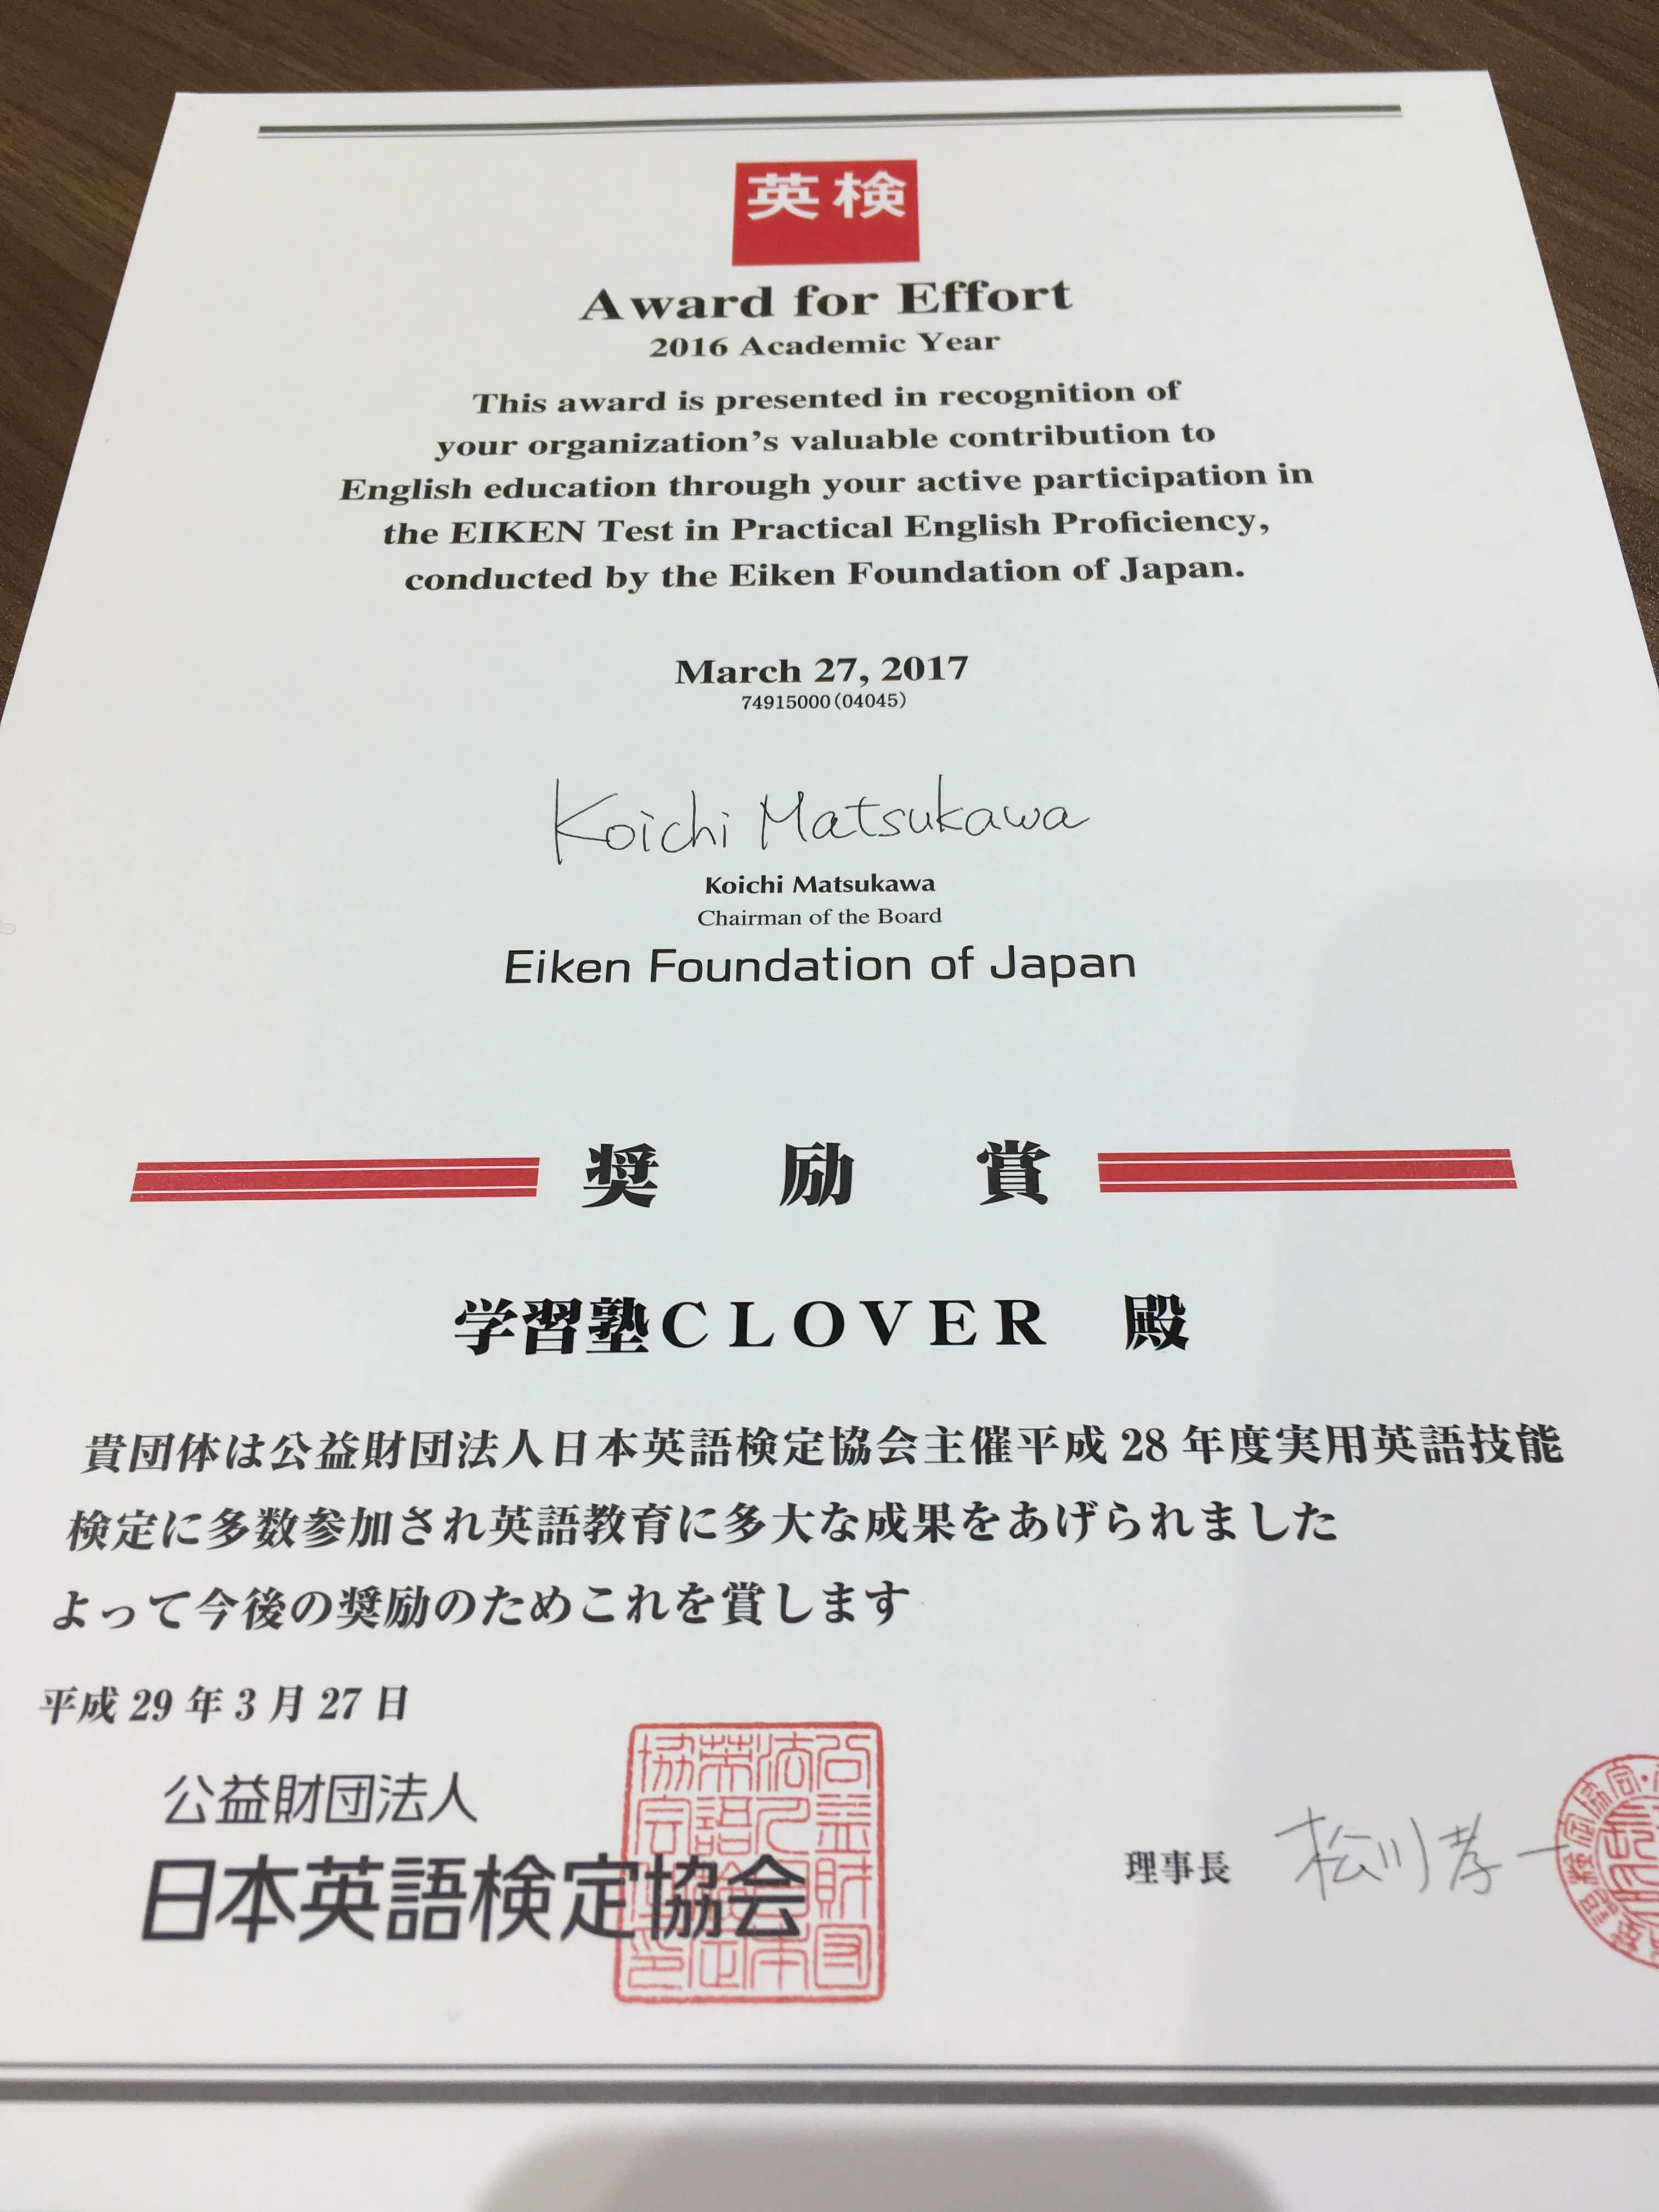 英検
Award for Effort
2016 Academic Year
This award is presented in recognition of
your organization's valuable contribution to
English education through your active participation in
the EIKEN Test in Practical English Proficiency,
conducted by the Eiken Foundation of Japan.
March 27, 2017
74915000(04045)
Koichi Matsukawa
Koichi Matsukawa
Chairman of the Board
Eiken Foundation of Japan
奨 励 賞
学習塾CLOVER 殿
貴団体は公益財団法人日本英語検定協会主催平成28年度実用英語技能
検定に多数参加され英語教育に多大な成果をあげられました
よって今後の奨励のためこれを賞します
平成29年3月27日
公益財団法人
日本英語検定協会
理事長 松川孝一